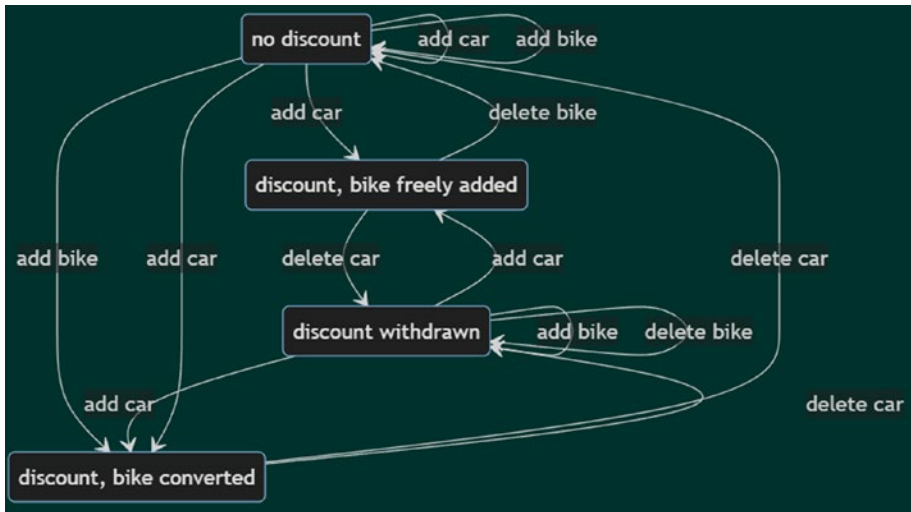 no discount
add car
add bike
add car
delete bike
discount, bike freely added
add bike
add car
delete car
add car
delete car
discount withdrawn
add bike
delete bike
add car
delete car
discount, bike converted